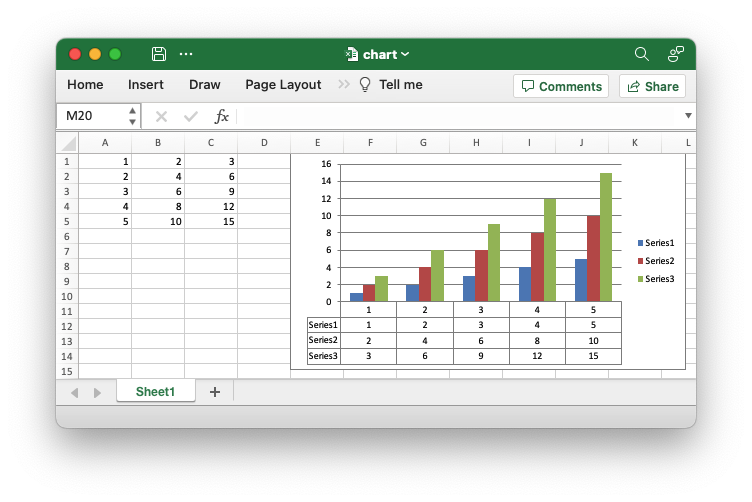 chart
Home Insert Draw Page Layout Tell me Comments Share
M20 fx
A B C D E F G H I J K L
1 1 2 3
2 2 4 6
3 3 6 9
4 4 8 12
5 5 10 15
6
7
8
9
10
11
12
13
14
15
16
14
12
10
8
6
4
2
0
1 2 3 4 5
Series1 1 2 3 4 5
Series2 2 4 6 8 10
Series3 3 6 9 12 15
Series1
Series2
Series3
Sheet1 +